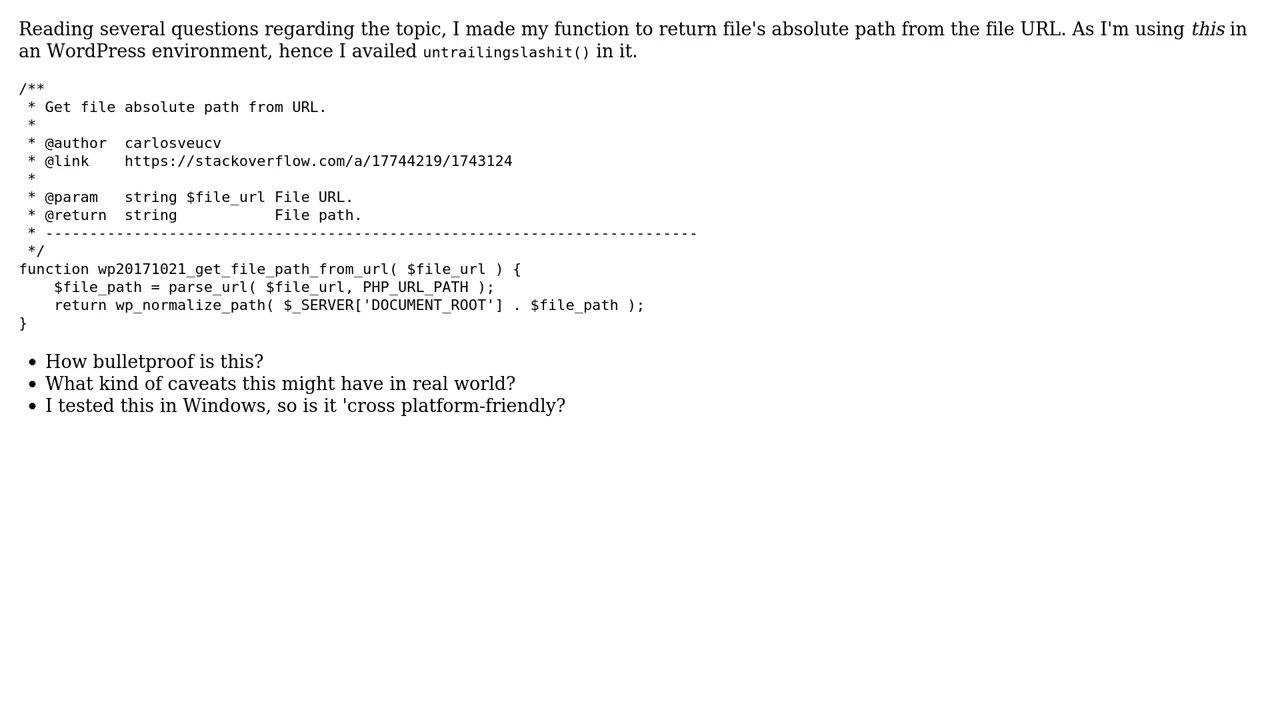 Reading several questions regarding the topic, I made my function to return file's absolute path from the file URL. As I'm using this in
an WordPress environment, hence I availed untrailingslashit() in it.
/**
 * Get file absolute path from URL.
 *
 * @author  carlosveucv
 * @link    https://stackoverflow.com/a/17744219/1743124
 *
 * @param   string $file_url File URL.
 * @return  string           File path.
 * --------------------------------------------------------------------------
 */
function wp20171021_get_file_path_from_url( $file_url ) {
    $file_path = parse_url( $file_url, PHP_URL_PATH );
    return wp_normalize_path( $_SERVER['DOCUMENT_ROOT'] . $file_path );
}
• How bulletproof is this?
• What kind of caveats this might have in real world?
• I tested this in Windows, so is it 'cross platform-friendly?